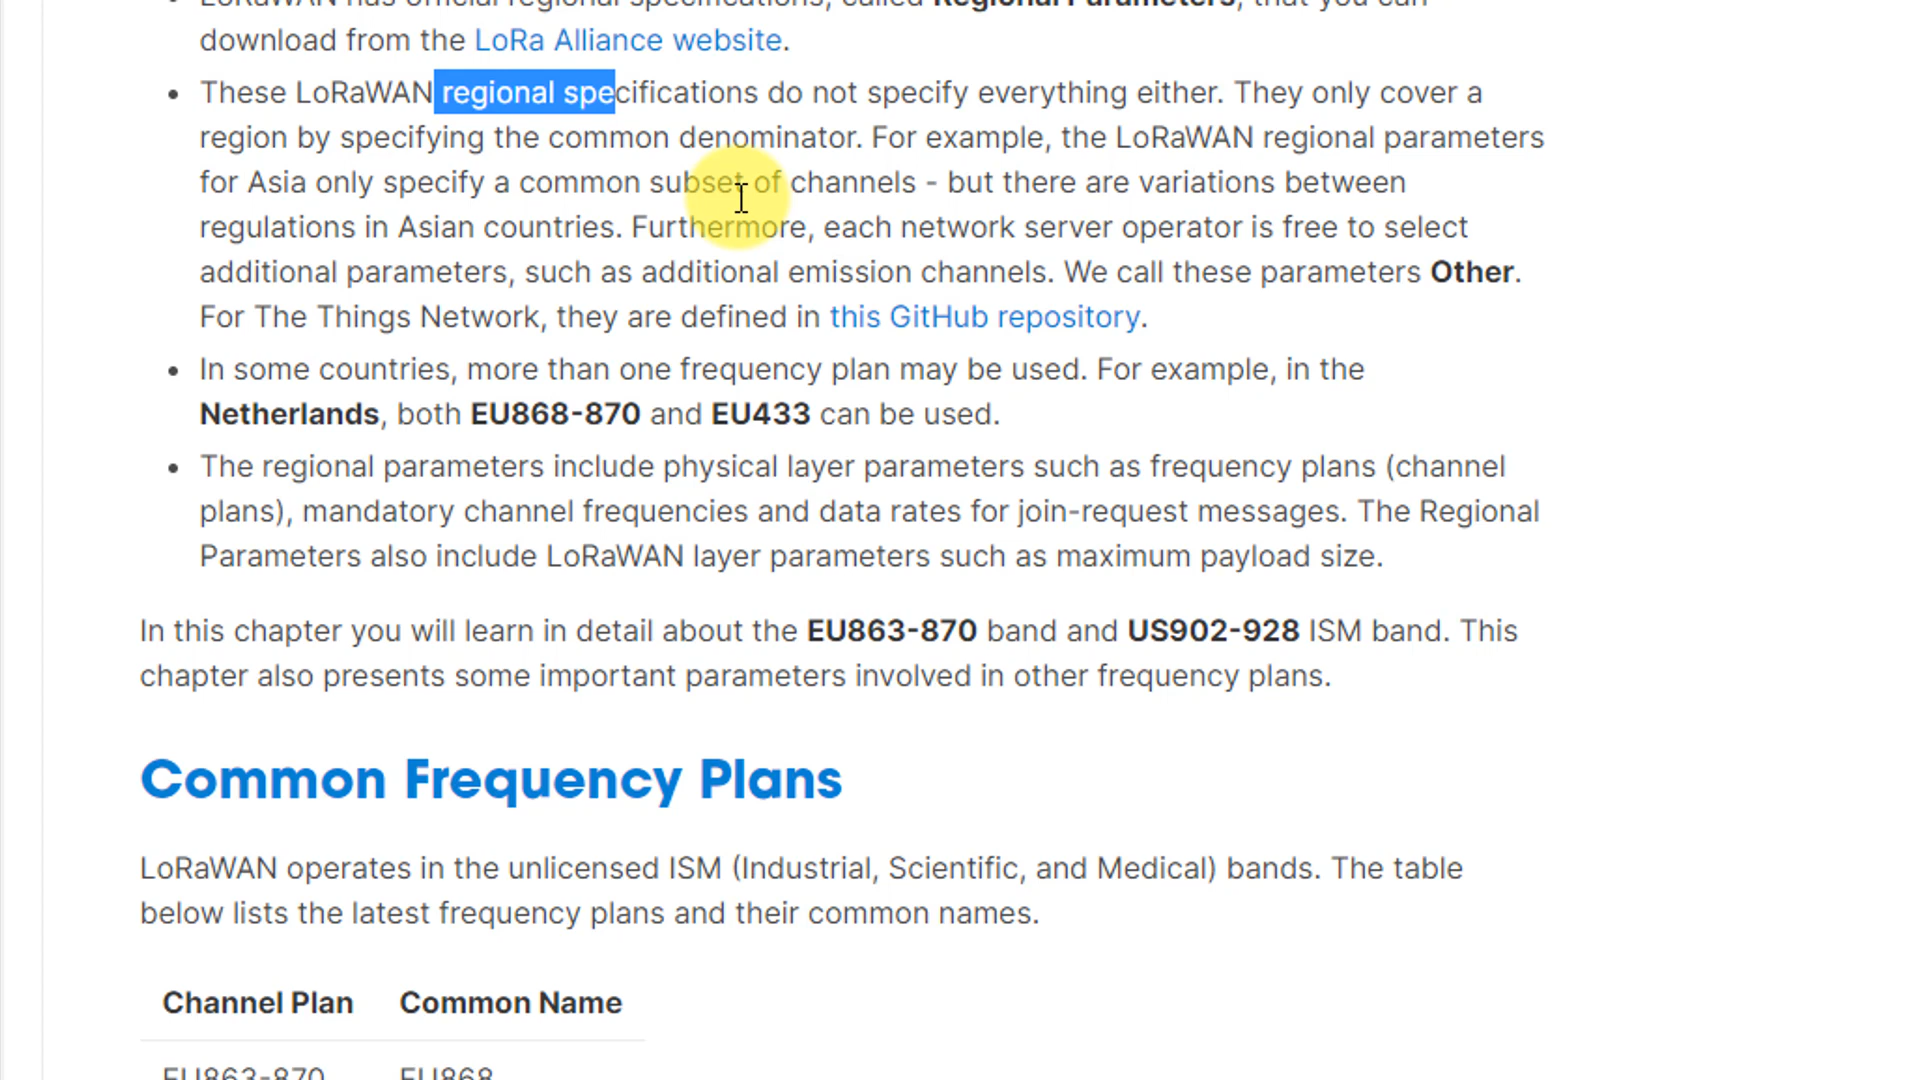 LoRaWAN has official regional specifications, called Regional Parameters, that you can
download from the LoRa Alliance website.
• These LoRaWAN regional specifications do not specify everything either. They only cover a
region by specifying the common denominator. For example, the LoRaWAN regional parameters
for Asia only specify a common subset of channels - but there are variations between
regulations in Asian countries. Furthermore, each network server operator is free to select
additional parameters, such as additional emission channels. We call these parameters Other.
For The Things Network, they are defined in this GitHub repository.
• In some countries, more than one frequency plan may be used. For example, in the
Netherlands, both EU868-870 and EU433 can be used.
• The regional parameters include physical layer parameters such as frequency plans (channel
plans), mandatory channel frequencies and data rates for join-request messages. The Regional
Parameters also include LoRaWAN layer parameters such as maximum payload size.
In this chapter you will learn in detail about the EU863-870 band and US902-928 ISM band. This
chapter also presents some important parameters involved in other frequency plans.
Common Frequency Plans
LoRaWAN operates in the unlicensed ISM (Industrial, Scientific, and Medical) bands. The table
below lists the latest frequency plans and their common names.
Channel Plan Common Name
EU863-870 EU868